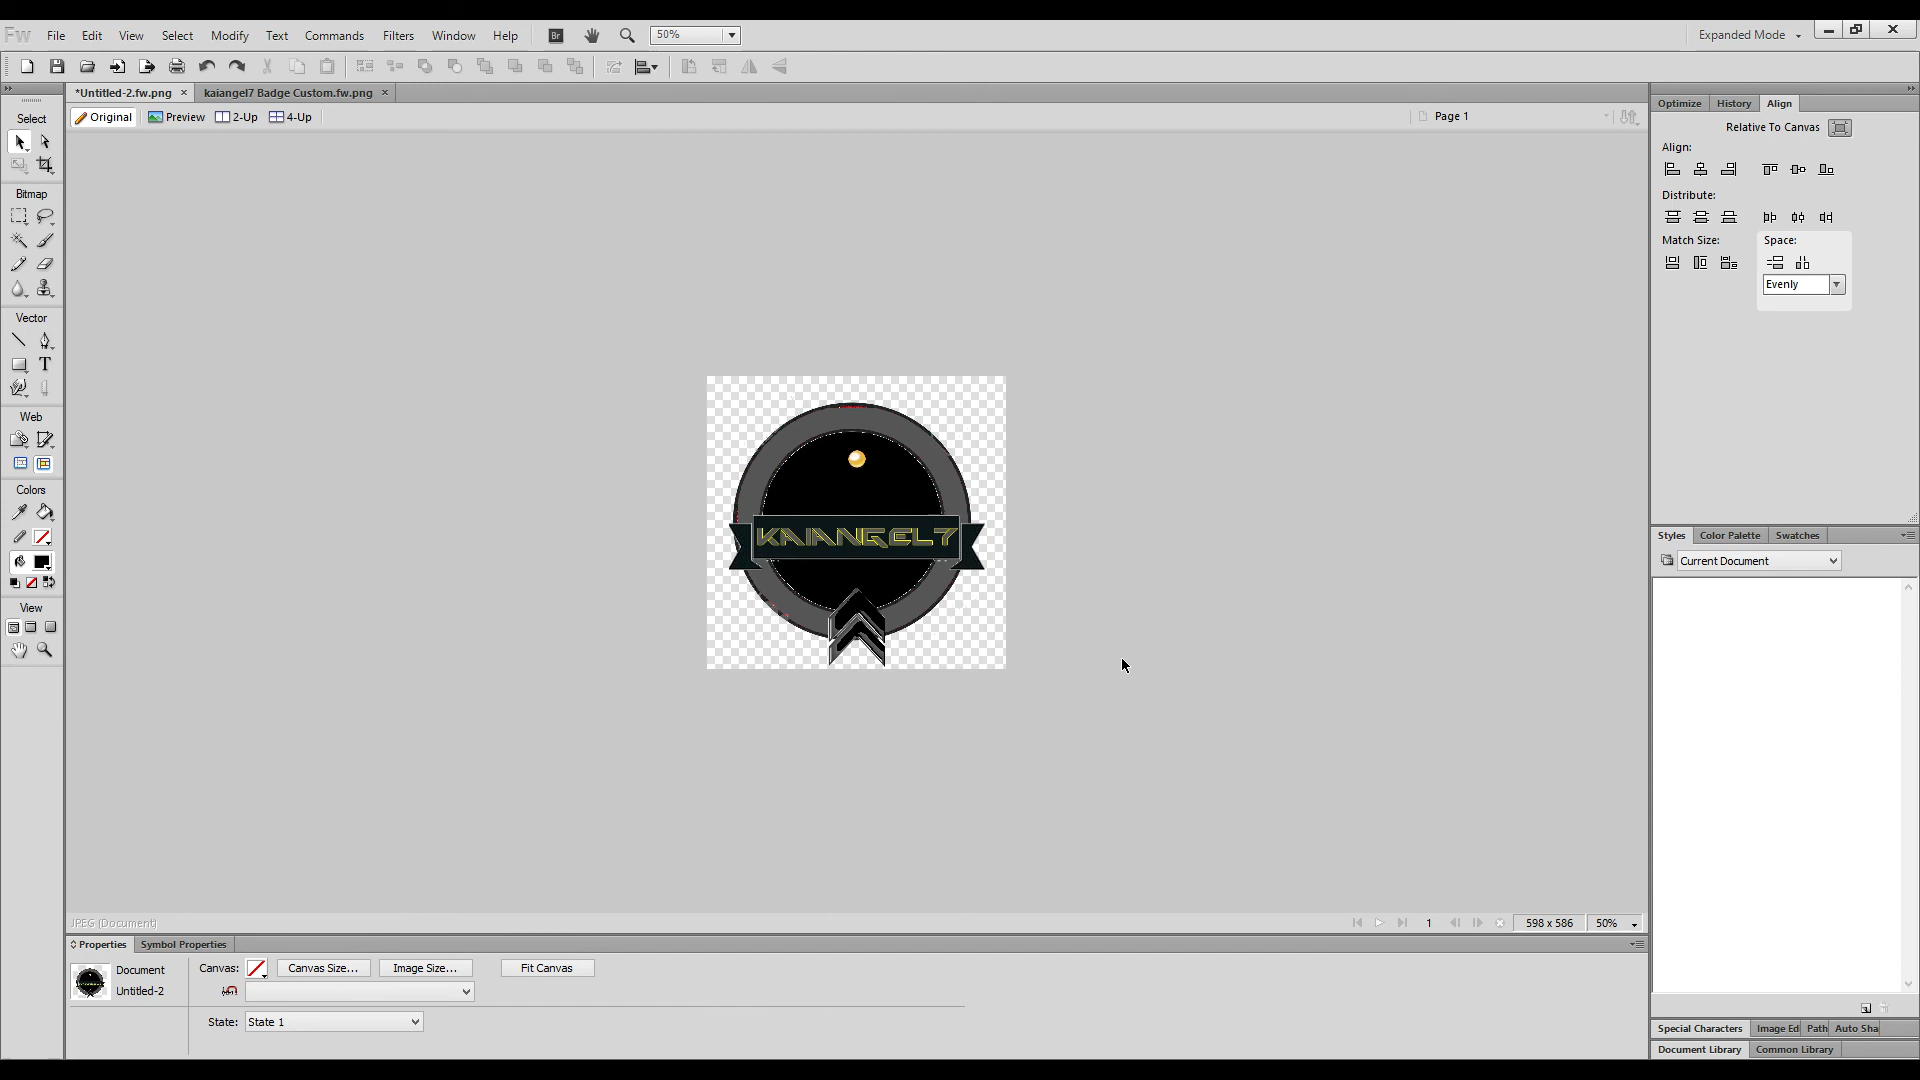 Fw File Edit View Select Modify Text Commands Filters Window Help Br 50% Expanded Mode
*Untitled-2.fw.png kaiangel7 Badge Custom.fw.png
Original Preview 2-Up 4-Up Page 1
Select
Bitmap
Vector
T
Web
Colors
View
KAIANGEL7
Optimize History Align
Relative To Canvas
Align:
Distribute:
Match Size: Space:
Evenly
Styles Color Palette Swatches
Current Document
JPEG (Document) 1 598 x 586 50%
Properties Symbol Properties
Document Canvas: Canvas Size... Image Size... Fit Canvas
Untitled-2
State: State 1
Special Characters Image Ed Path Auto Sha
Document Library Common Library